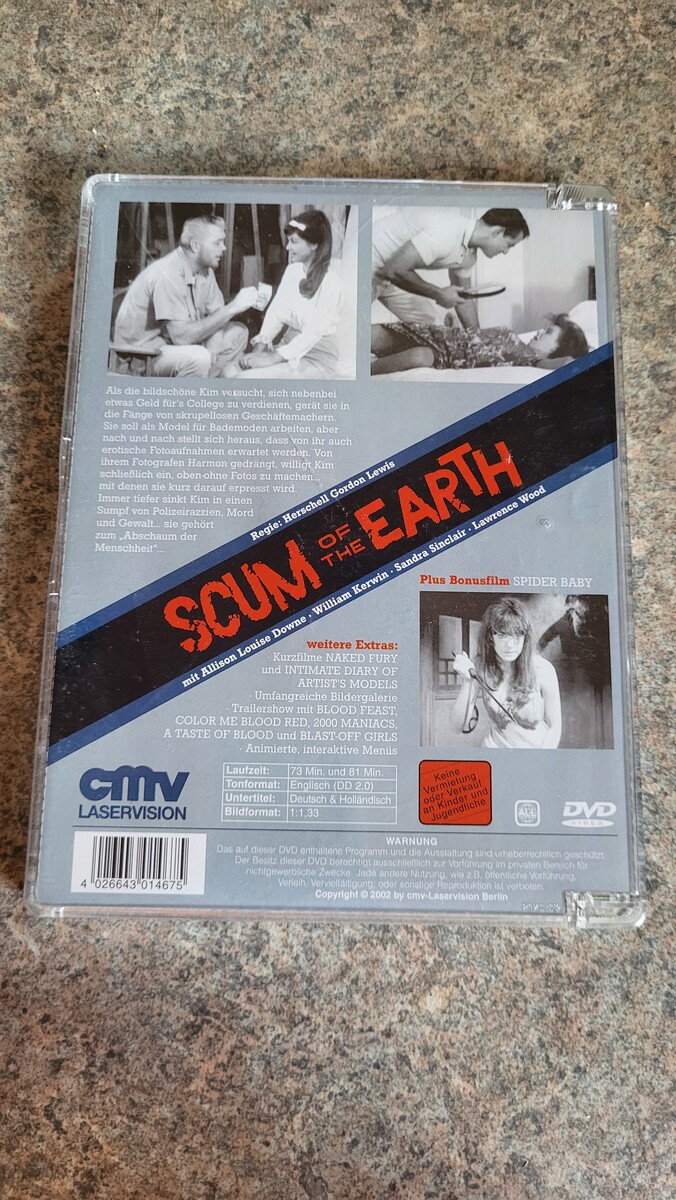 Als die bildschöne Kim versucht, sich nebenbei
etwas Geld für's College zu verdienen, gerät sie in
die Fänge von skrupellosen Geschäftemachern.
Sie soll als Model für Bademoden arbeiten, aber
nach und nach stellt sich heraus, dass von ihr auch
erotische Fotoaufnahmen erwartet werden. Von
ihrem Fotografen Harmon gedrängt, willigt Kim
schließlich ein, oben-ohne Fotos zu machen...
mit denen sie kurz darauf erpresst wird.
Immer tiefer sinkt Kim in einen
Sumpf von Polizeirazzien, Mord
und Gewalt... sie gehört
zum „Abschaum der
Menschheit"...
Regie: Herschell Gordon Lewis
SCUM OF THE EARTH
mit Allison Louise Downe · William Kerwin · Sandra Sinclair · Lawrence Wood
Plus Bonusfilm SPIDER BABY
weitere Extras:
· Kurzfilme NAKED FURY
und INTIMATE DIARY OF
ARTIST'S MODELS
· Umfangreiche Bildergalerie
· Trailershow mit BLOOD FEAST,
COLOR ME BLOOD RED, 2000 MANIACS,
A TASTE OF BLOOD und BLAST-OFF GIRLS
· Animierte, interaktive Menüs
cmv
LASERVISION
Laufzeit: 73 Min. und 81 Min.
Tonformat: Englisch (DD 2.0)
Untertitel: Deutsch & Holländisch
Bildformat: 1:1,33
Keine
Vermietung
oder Verkauf
an Kinder und
Jugendliche
ALL
DVD
VIDEO
4 026643 014675
WARNUNG
Das auf dieser DVD enthaltene Programm und die Ausstattung sind urheberrechtlich geschützt.
Der Besitz dieser DVD berechtigt ausschließlich zur Vorführung im privaten Bereich für
nichtgewerbliche Zwecke. Jede andere Nutzung, wie z.B. öffentliche Vorführung,
Verleih, Vervielfältigung, oder sonstige Reproduktion ist verboten.
Copyright © 2002 by cmv-Laservision Berlin